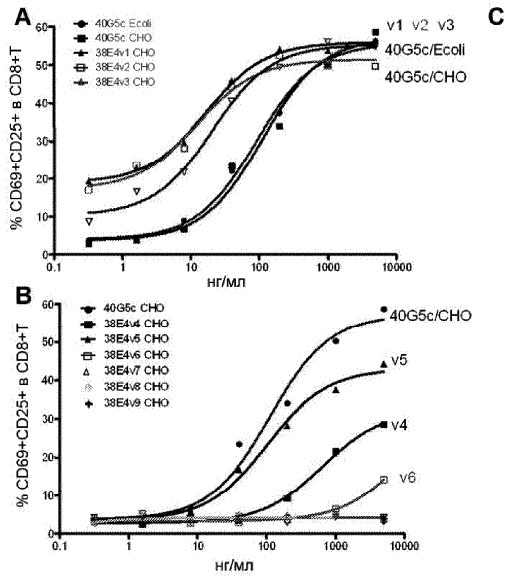 A
C
40G5c Ecoli
40G5c CHO
38E4v1 CHO
38E4v2 CHO
38E4v3 CHO
v1 v2 v3
40G5c/Ecoli
40G5c/CHO
% CD69+CD25+ в CD8+T
60
50
40
30
20
10
0
0.1
1
10
100
1000
10000
нг/мл
B
40G5c CHO
38E4v4 CHO
38E4v5 CHO
38E4v6 CHO
38E4v7 CHO
38E4v8 CHO
38E4v9 CHO
40G5c/CHO
v5
v4
v6
% CD69+CD25+ в CD8+T
60
50
40
30
20
10
0
0.1
1
10
100
1000
10000
нг/мл